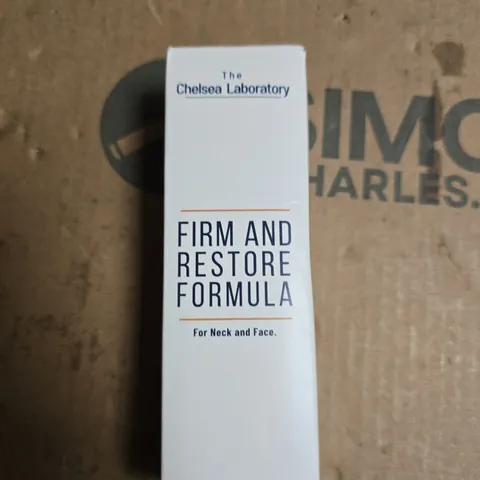 The
Chelsea Laboratory
SIMO
HARLES.
FIRM AND
RESTORE
FORMULA
For Neck and Face.